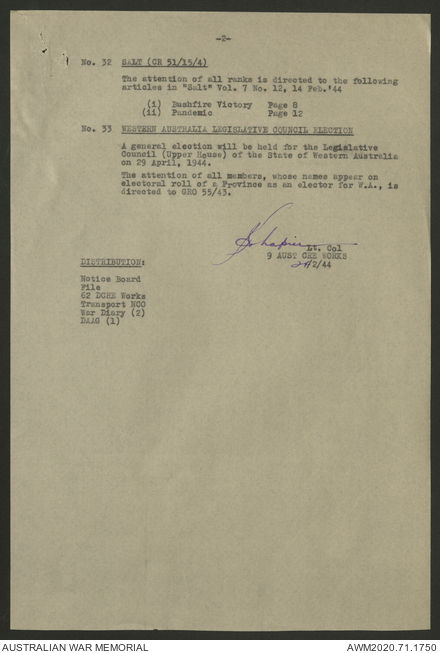 -2-
No. 32 SALT (CR 51/15/4)
The attention of all ranks is directed to the following
articles in "Salt" Vol. 7 No. 12, 14 Feb.'44
(i) Bushfire Victory Page 8
(ii) Pandemic Page 12
No. 33 WESTERN AUSTRALIA LEGISLATIVE COUNCIL ELECTION
A general election will be held for the Legislative
Council (Upper House) of the State of Western Australia
on 29 April, 1944.
The attention of all members, whose names appear on
electoral roll of a Province as an elector for W.A., is
directed to GRO 55/43.
Lt. Col
9 AUST CRE WORKS
/2/44
DISTRIBUTION:
Notice Board
File
62 DCRE Works
Transport NCO
War Diary (2)
DAAG (1)
AUSTRALIAN WAR MEMORIAL
AWM2020.71.1750